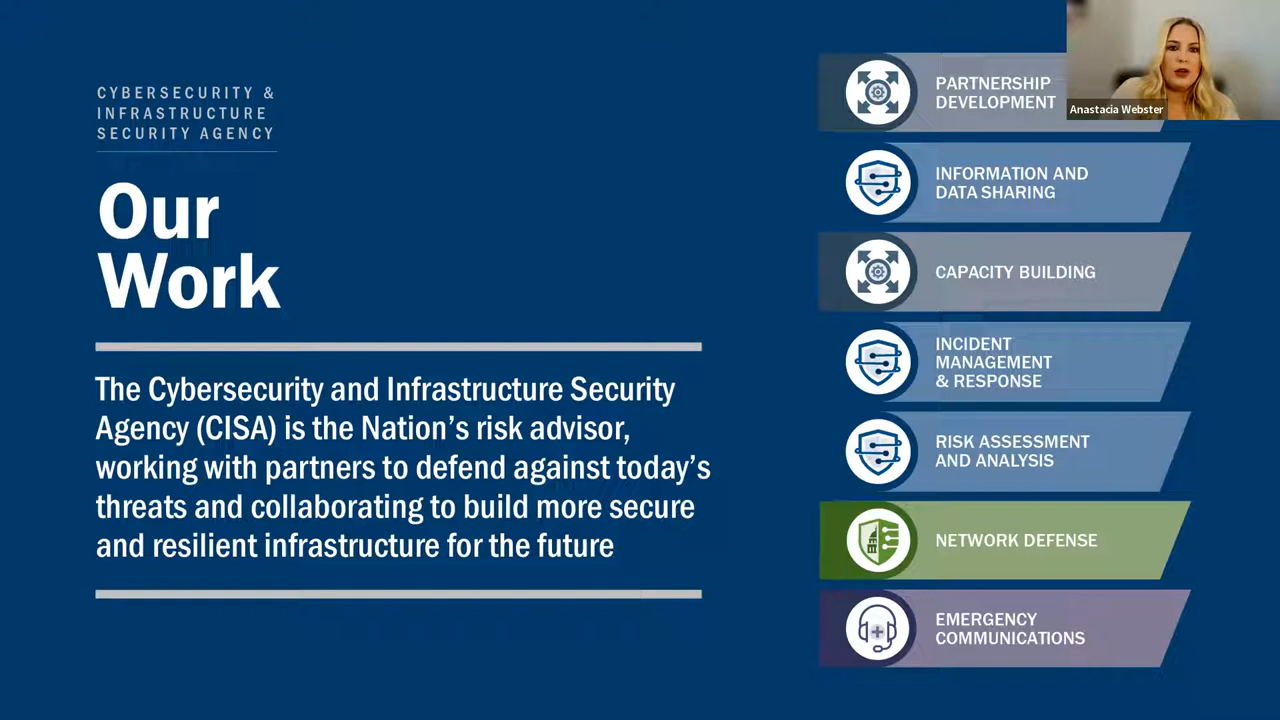 CYBERSECURITY &
INFRASTRUCTURE
SECURITY AGENCY
Our
Work
The Cybersecurity and Infrastructure Security
Agency (CISA) is the Nation's risk advisor,
working with partners to defend against today's
threats and collaborating to build more secure
and resilient infrastructure for the future
PARTNERSHIP
DEVELOPMENT
INFORMATION AND
DATA SHARING
CAPACITY BUILDING
INCIDENT
MANAGEMENT
& RESPONSE
RISK ASSESSMENT
AND ANALYSIS
NETWORK DEFENSE
EMERGENCY
COMMUNICATIONS
Anastacia Webster